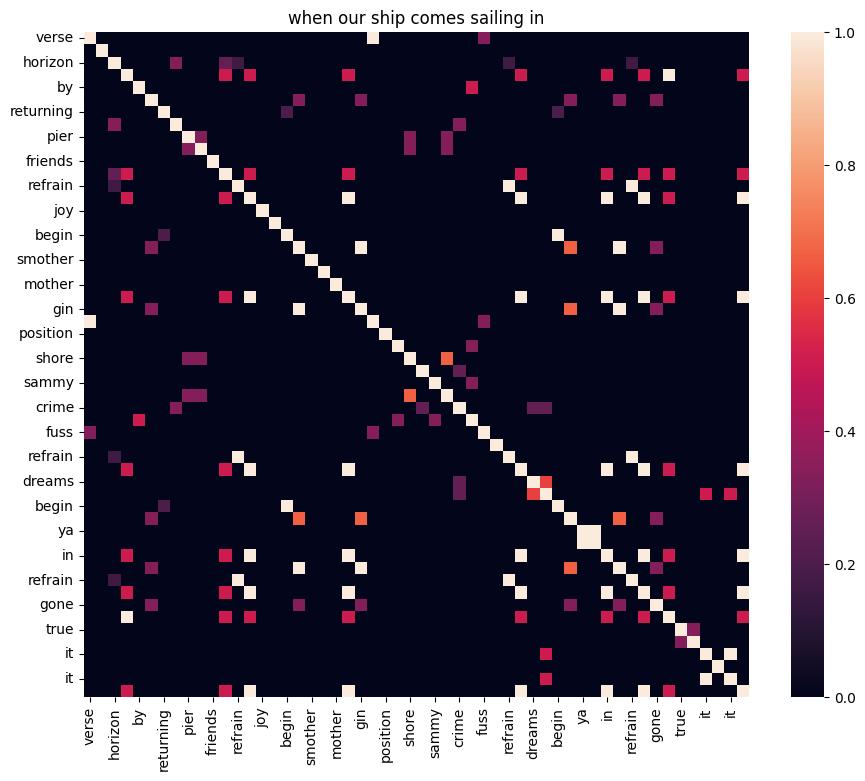 when our ship comes sailing in
verse
horizon
by
returning
pier
friends
refrain
joy
begin
smother
mother
gin
position
shore
sammy
crime
fuss
refrain
dreams
begin
ya
in
refrain
gone
true
it
it
1.0
0.8
0.6
0.4
0.2
0.0
verse
horizon
by
returning
pier
friends
refrain
joy
begin
smother
mother
gin
position
shore
sammy
crime
fuss
refrain
dreams
begin
ya
in
refrain
gone
true
it
it